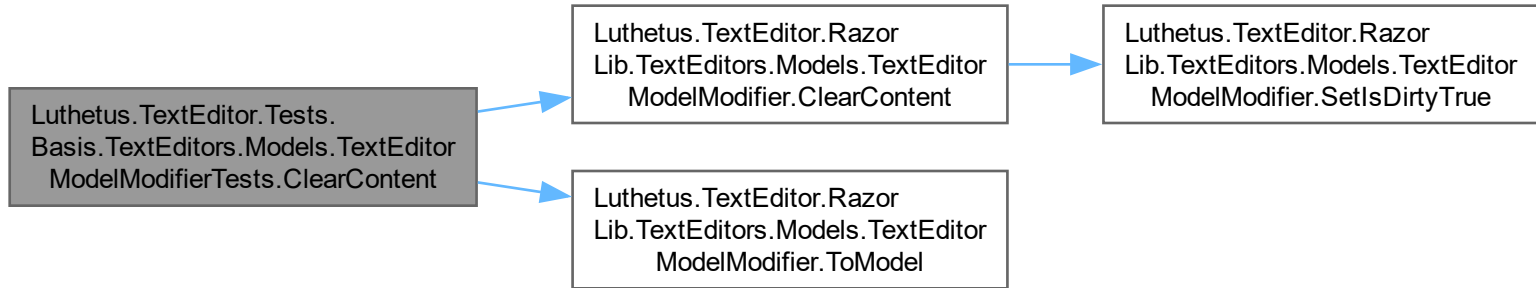 Luthetus.TextEditor.Tests.
Basis.TextEditors.Models.TextEditor
ModelModifierTests.ClearContent
Luthetus.TextEditor.Razor
Lib.TextEditors.Models.TextEditor
ModelModifier.ClearContent
Luthetus.TextEditor.Razor
Lib.TextEditors.Models.TextEditor
ModelModifier.SetIsDirtyTrue
Luthetus.TextEditor.Razor
Lib.TextEditors.Models.TextEditor
ModelModifier.ToModel